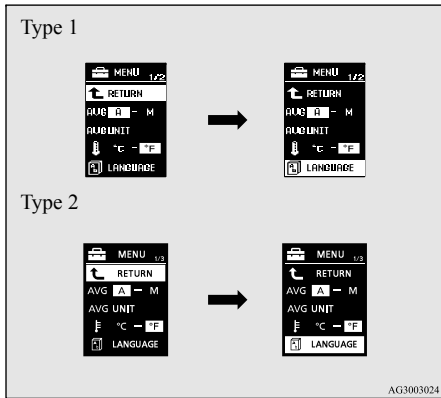 Type 1
MENU 1/2
RETURN
AVG A - M
AVG UNIT
°C - °F
LANGUAGE
MENU 1/2
RETURN
AVG A - M
AVG UNIT
°C - °F
LANGUAGE
Type 2
MENU 1/3
RETURN
AVG A - M
AVG UNIT
°C - °F
LANGUAGE
MENU 1/3
RETURN
AVG A - M
AVG UNIT
°C - °F
LANGUAGE
AG3003024